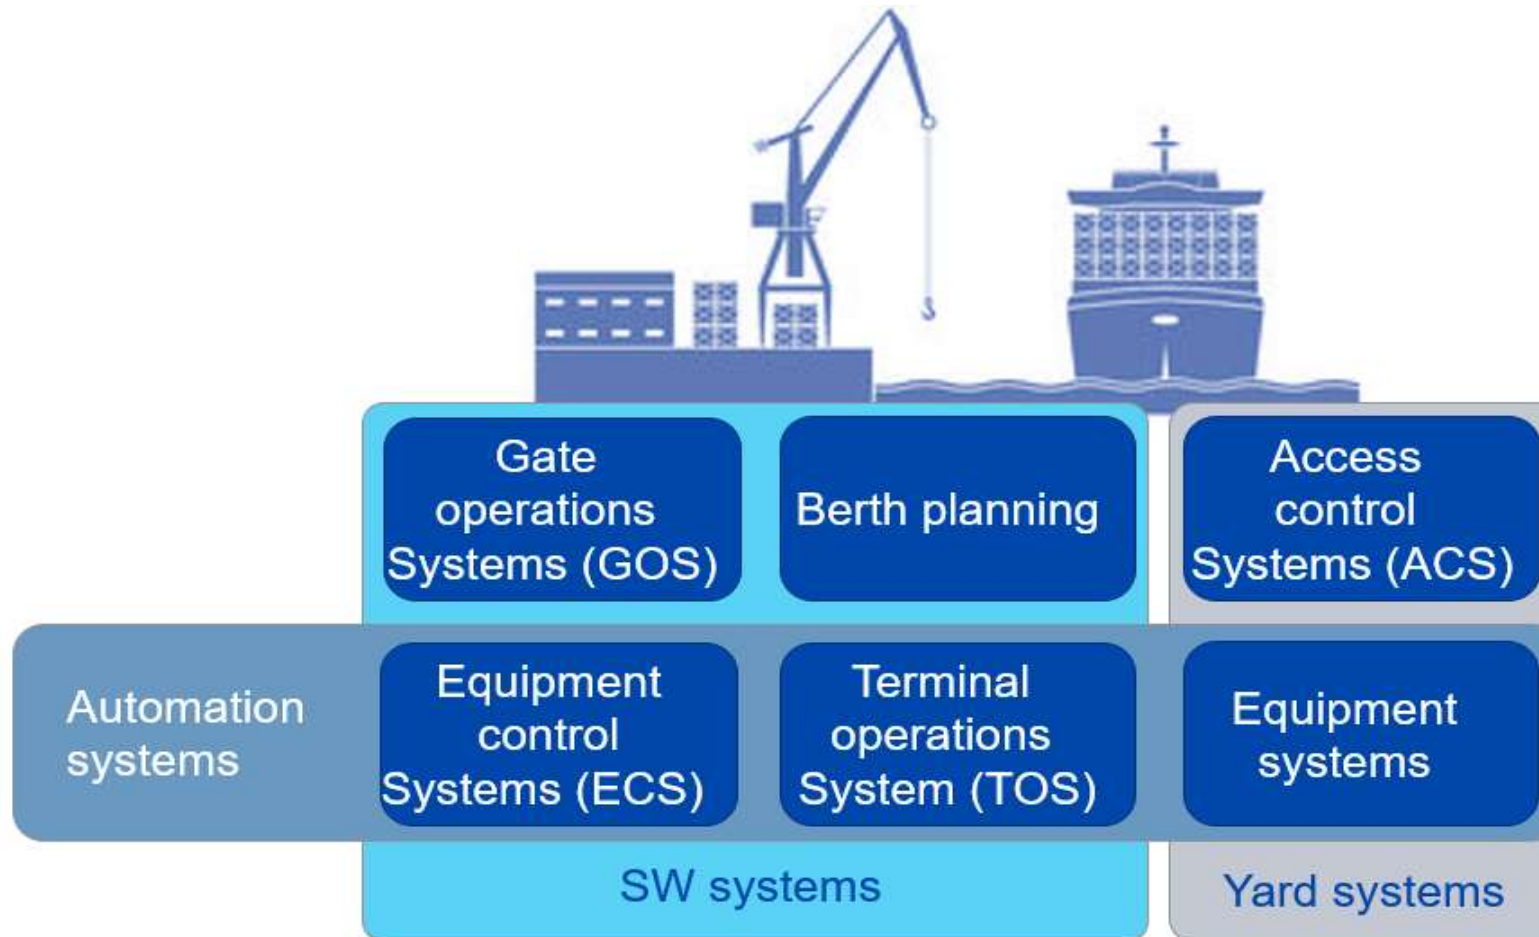 Gate
operations
Systems (GOS)
Berth planning
Access
control
Systems (ACS)
Automation
systems
Equipment
control
Systems (ECS)
Terminal
operations
System (TOS)
Equipment
systems
SW systems
Yard systems